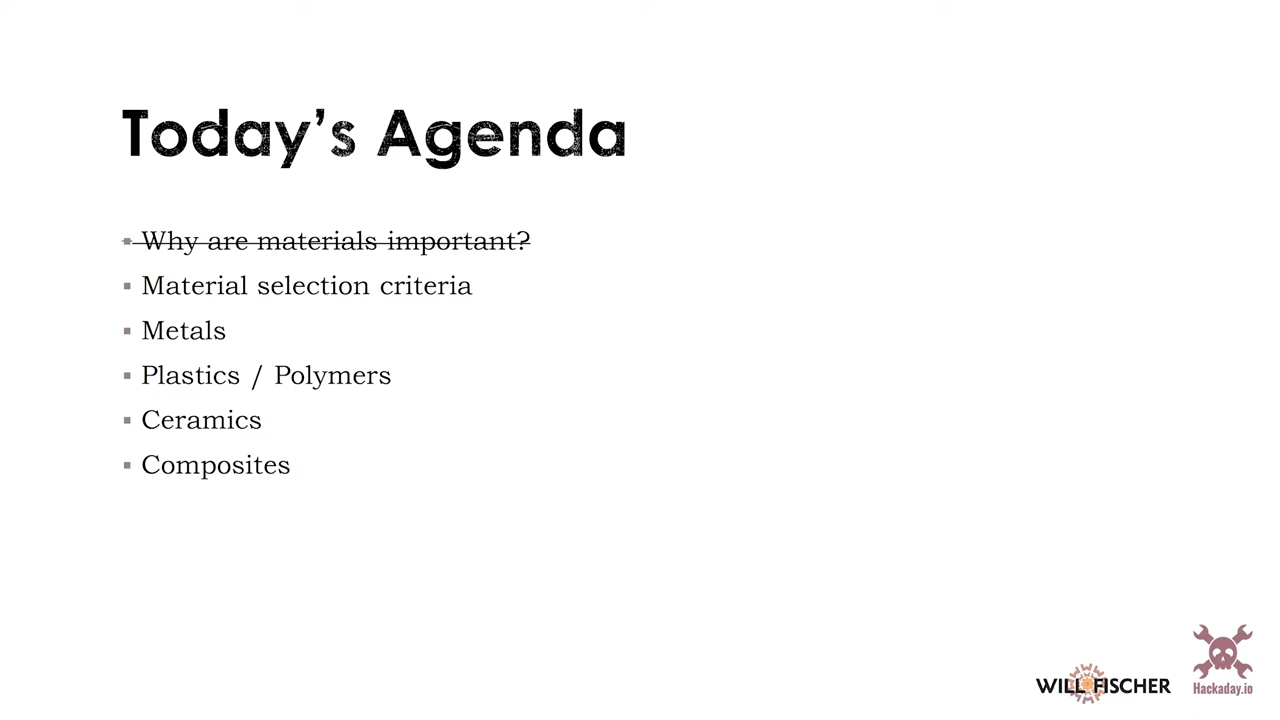 Today's Agenda
Why are materials important?
Material selection criteria
Metals
Plastics / Polymers
Ceramics
Composites
WILL FISCHER
Hackaday.io